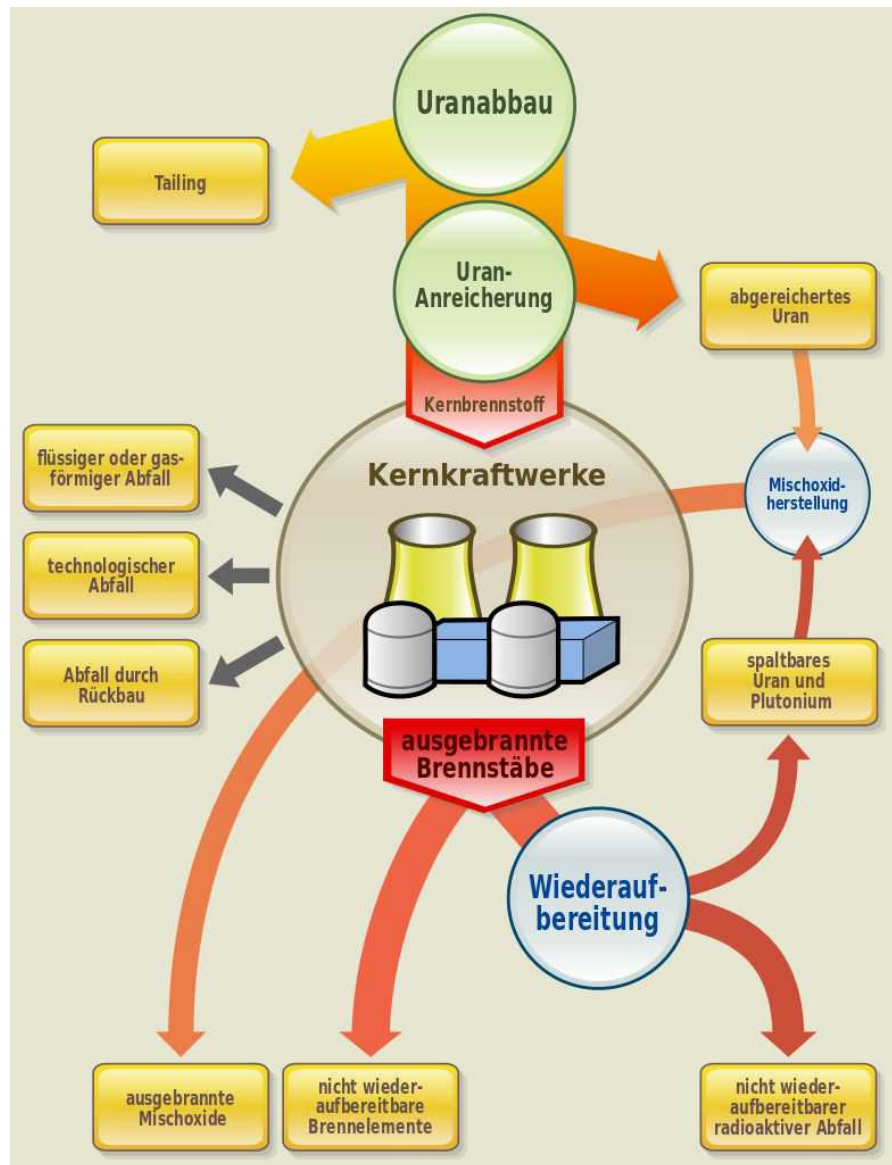 Uranabbau
Tailing
Uran-
Anreicherung
abgereichertes
Uran
Kernbrennstoff
flüssiger oder gas-
förmiger Abfall
Kernkraftwerke
Mischoxid-
herstellung
technologischer
Abfall
Abfall durch
Rückbau
spaltbares
Uran und
Plutonium
ausgebrannte
Brennstäbe
Wiederauf-
bereitung
ausgebrannte
Mischoxide
nicht wieder-
aufbereitbare
Brennelemente
nicht wieder-
aufbereitbarer
radioaktiver Abfall